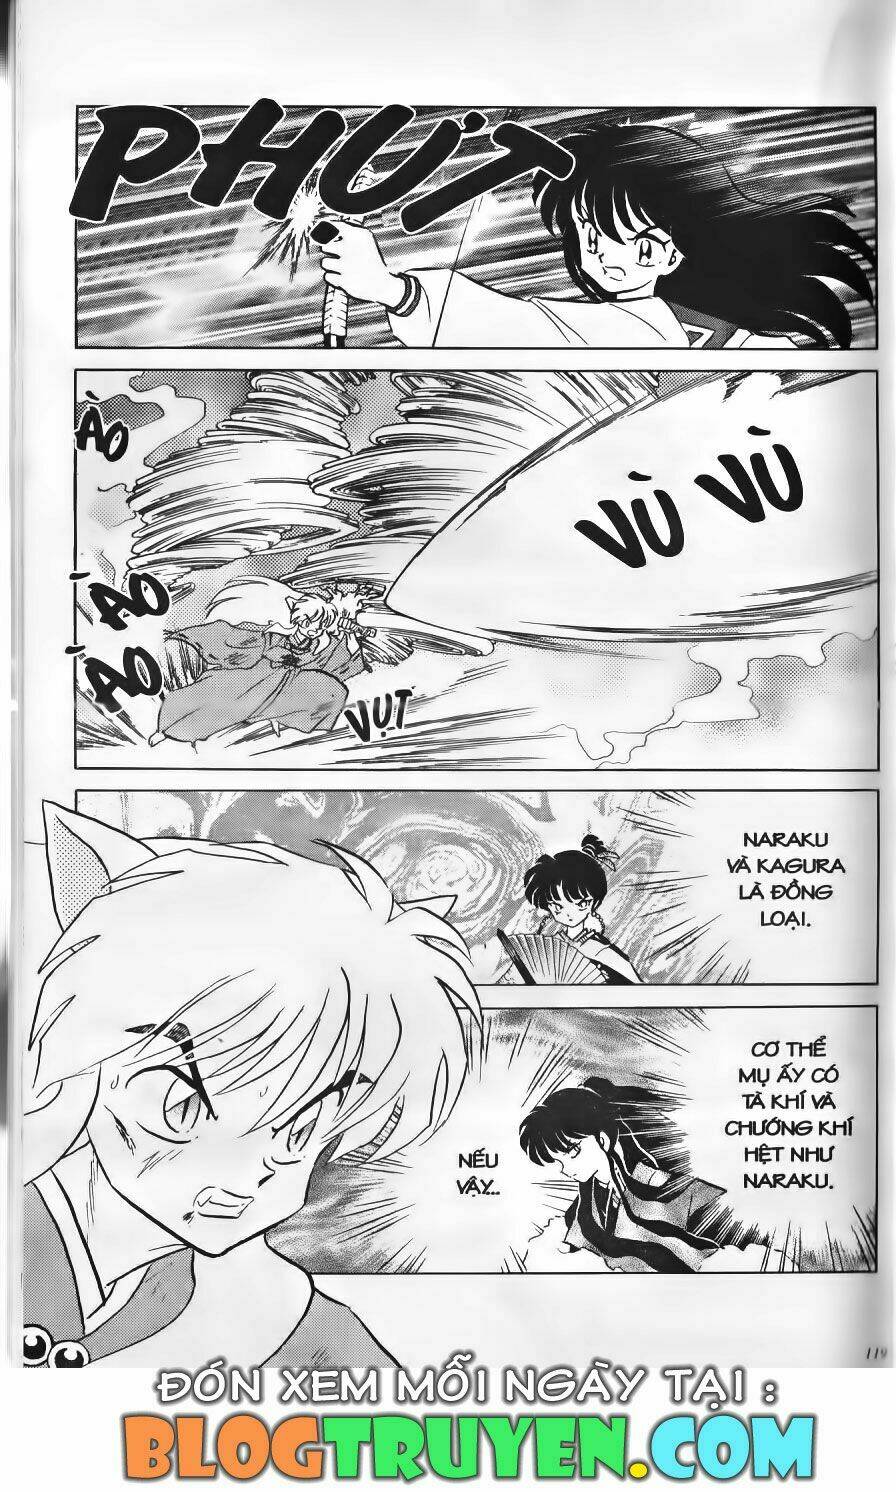 PHỰT
ÀO
VÙ VÙ
ÀO
ÀO
VỤT
NARAKU
VÀ KAGURA
LÀ ĐỒNG
LOẠI.
CƠ THỂ
MỤ ẤY CÓ
TÀ KHÍ VÀ
CHƯỚNG KHÍ
HỆT NHƯ
NARAKU.
NẾU
VẬY...
119
ĐÓN XEM MỖI NGÀY TẠI :
BLOGTRUYEN.COM